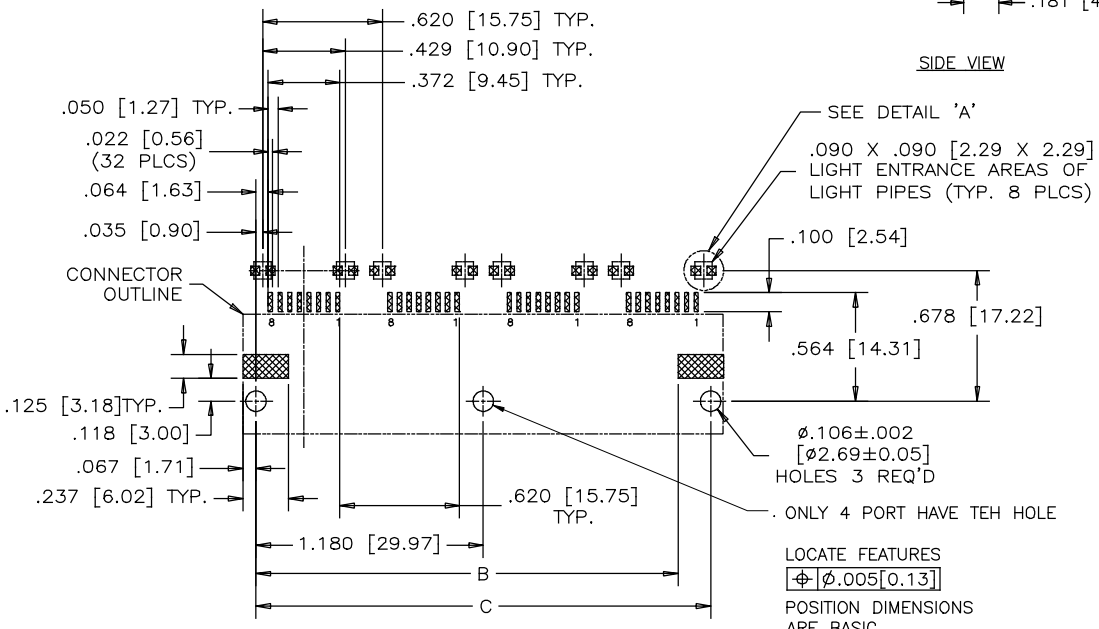 .620 [15.75] TYP.
.181 [4
.429 [10.90] TYP.
SIDE VIEW
.372 [9.45] TYP.
.050 [1.27] TYP.
SEE DETAIL 'A'
.022 [0.56]
(32 PLCS)
.090 X .090 [2.29 X 2.29]
LIGHT ENTRANCE AREAS OF
LIGHT PIPES (TYP. 8 PLCS)
.064 [1.63]
.035 [0.90]
.100 [2.54]
CONNECTOR
OUTLINE
8 1 8 1 8 1 8 1
.678 [17.22]
.564 [14.31]
.125 [3.18]TYP.
.118 [3.00]
ø.106±.002
[ø2.69±0.05]
HOLES 3 REQ'D
.067 [1.71]
.237 [6.02] TYP.
.620 [15.75]
TYP.
. ONLY 4 PORT HAVE TEH HOLE
1.180 [29.97]
LOCATE FEATURES
⌖ Ø.005[0.13]
B
C
POSITION DIMENSIONS
ARE BASIC